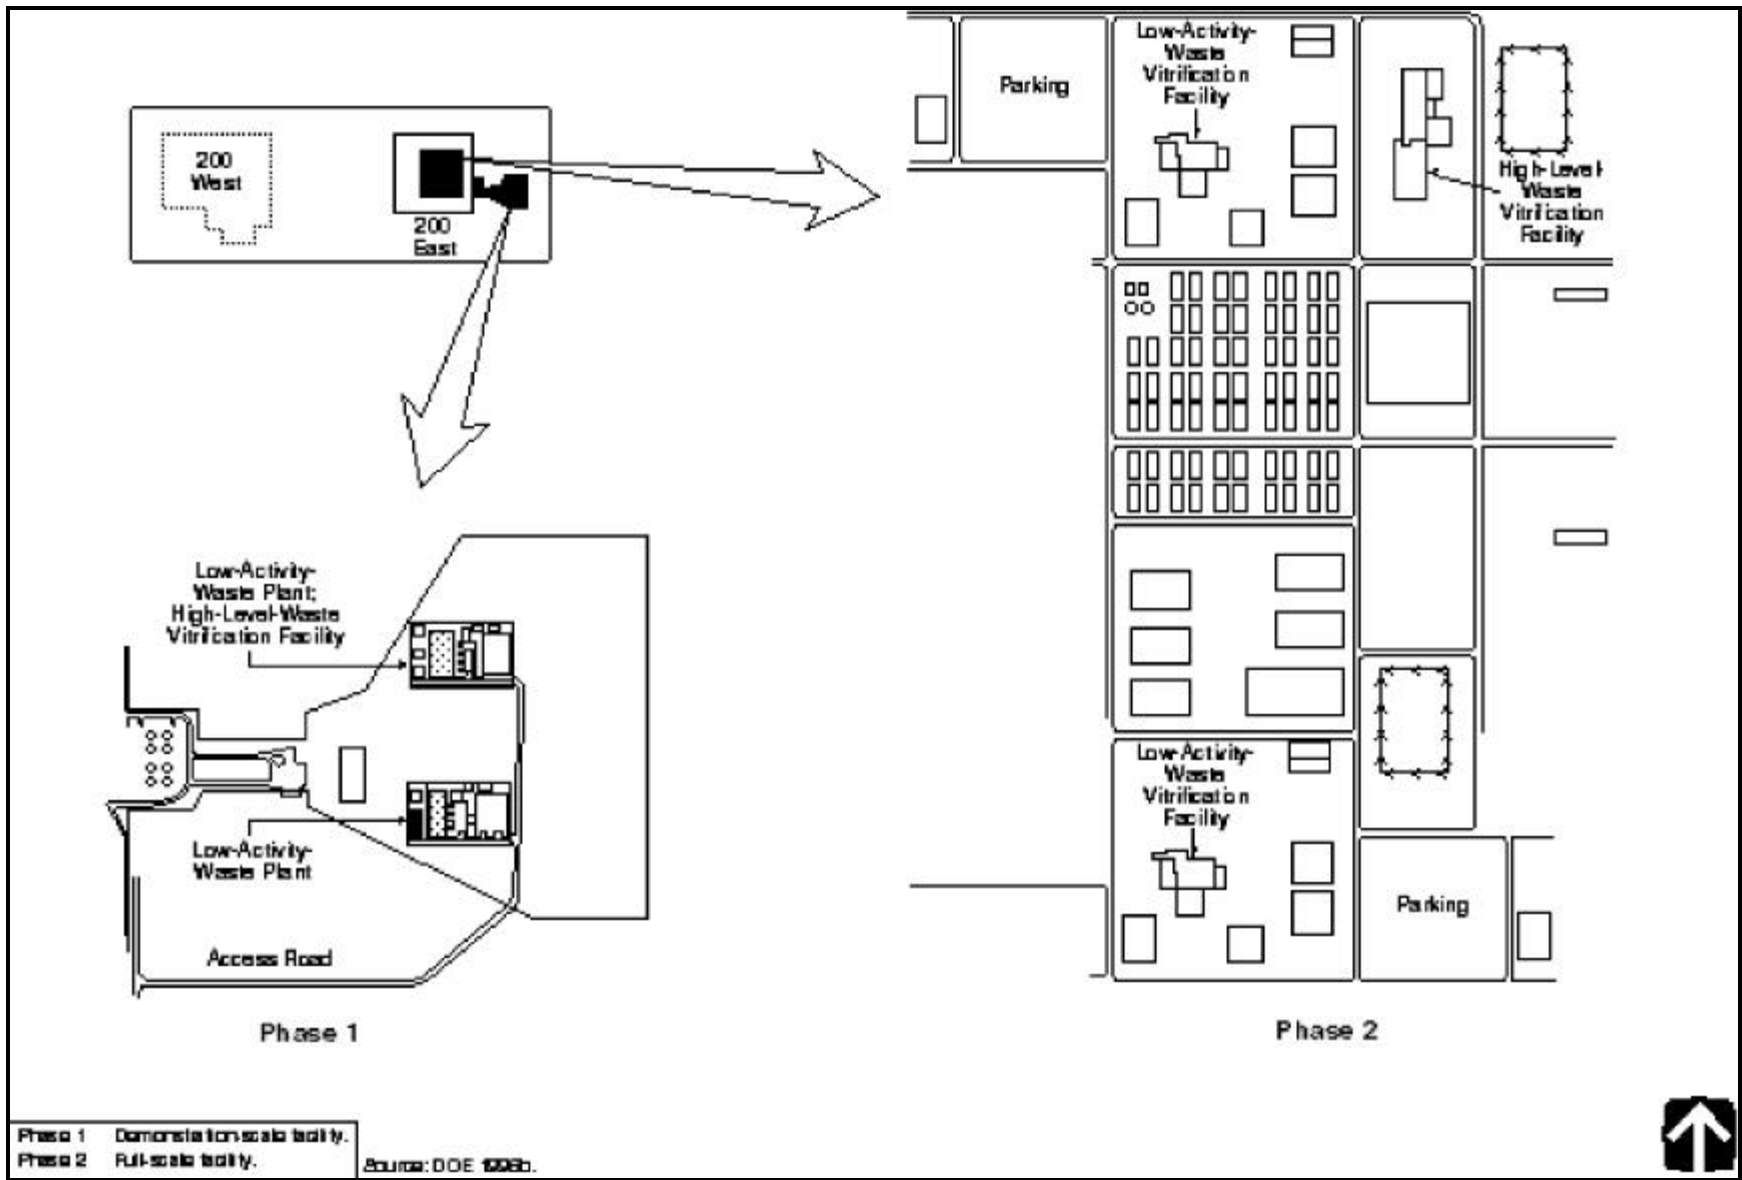 200
West
200
East
Low-Activity-
Waste Plant;
High-Level-Waste
Vitrification Facility
Low-Activity-
Waste Plant
Access Road
Phase 1
Parking
Low-Activity-
Waste
Vitrification
Facility
High-Level-
Waste
Vitrification
Facility
Low-Activity-
Waste
Vitrification
Facility
Parking
Phase 2
Phase 1 Demonstration-scale facility.
Phase 2 Full-scale facility.
Source: DOE